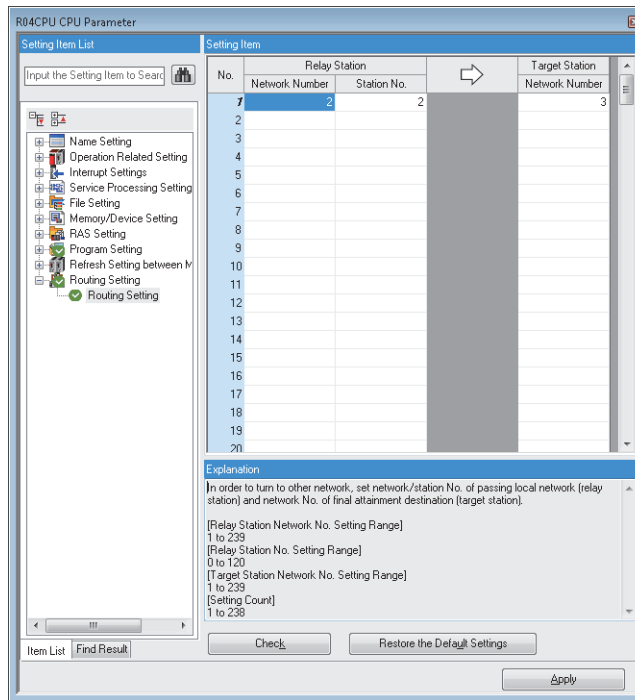 R04CPU CPU Parameter
Setting Item List
Input the Setting Item to Searc
Name Setting
Operation Related Setting
Interrupt Settings
Service Processing Setting
File Setting
Memory/Device Setting
RAS Setting
Program Setting
Refresh Setting between M
Routing Setting
Routing Setting
Item List
Find Result
Setting Item
No.
Relay Station
Target Station
Network Number
Station No.
Network Number
1 2 2 3
2
3
4
5
6
7
8
9
10
11
12
13
14
15
16
17
18
19
20
Explanation
In order to turn to other network, set network/station No. of passing local network (relay
station) and network No. of final attainment destination (target station).
[Relay Station Network No. Setting Range]
1 to 239
[Relay Station No. Setting Range]
0 to 120
[Target Station Network No. Setting Range]
1 to 239
[Setting Count]
1 to 238
Check
Restore the Default Settings
Apply